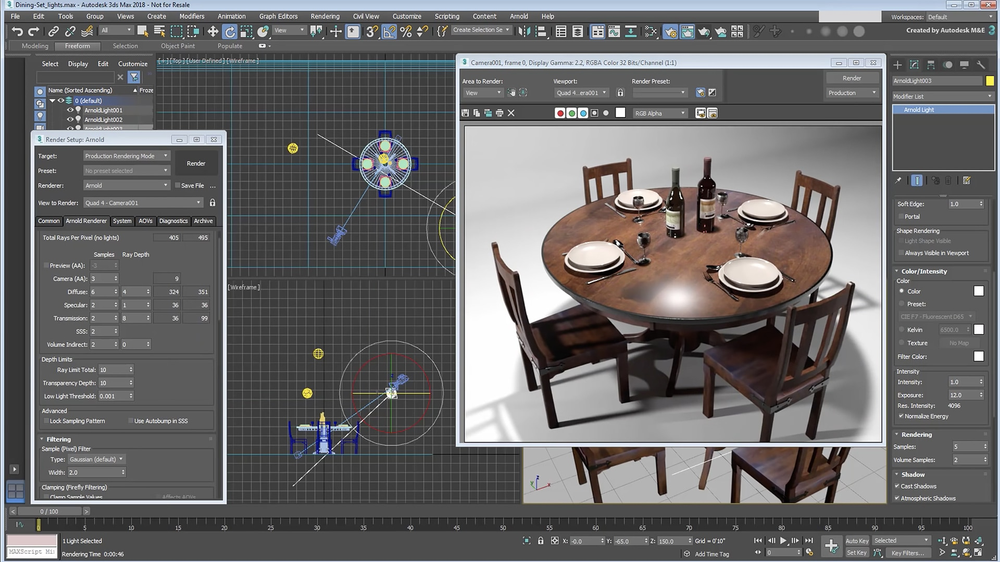 Dining-Set_lights.max - Autodesk 3ds Max 2018 - Not for Resale
File Edit Tools Group Views Create Modifiers Animation Graph Editors Rendering Civil View Customize Scripting Content Arnold Help
Workspaces: Default
All
View
Create Selection Se
Created by Autodesk M&E
Modeling Freeform Selection Object Paint Populate
Select Display Edit Customize
Name (Sorted Ascending) Froze
0 (default)
ArnoldLight001
ArnoldLight002
ArnoldLight003
[+][Top][User Defined][Wireframe]
[Wireframe]
Render Setup: Arnold
Target: Production Rendering Mode
Preset: No preset selected
Render
Renderer: Arnold
Save File ...
View to Render: Quad 4 - Camera001
Common Arnold Renderer System AOVs Diagnostics Archive
Total Rays Per Pixel (no lights) 405 495
Samples Ray Depth
Preview (AA): -3
Camera (AA): 3 9
Diffuse: 6 4 324 351
Specular: 2 1 36 36
Transmission: 2 8 36 99
SSS: 2
Volume Indirect: 2 0
Depth Limits
Ray Limit Total: 10
Transparency Depth: 10
Low Light Threshold: 0.001
Advanced
Lock Sampling Pattern Use Autobump in SSS
Filtering
Sample (Pixel) Filter
Type: Gaussian (default)
Width: 2.0
Clamping (Firefly Filtering)
Clamp Sample Values Affects AOVs
Camera001, frame 0, Display Gamma: 2.2, RGBA Color 32 Bits/Channel (1:1)
Area to Render:
View
Viewport:
Quad 4...era001
Render Preset:
Render
Production
RGB Alpha
z
y
x
ArnoldLight003
Modifier List
Arnold Light
Soft Edge: 1.0
Portal
Shape Rendering
Light Shape Visible
Always Visible in Viewport
Color/Intensity
Color
Color
Preset:
CIE F7 - Fluorescent D65
Kelvin 6500.0
Texture No Map
Filter Color:
Intensity
Intensity: 1.0
Exposure: 12.0
Res. Intensity: 4096
Normalize Energy
Rendering
Samples: 5
Volume Samples: 2
Shadow
Cast Shadows
Atmospheric Shadows
< 0 / 100 >
0 5 10 15 20 25 30 35 40 45 50 55 60 65 70 75 80 85 90 95 100
1 Light Selected
X: -0.0 Y: -65.0 Z: 150.0 Grid = 0'10"
Auto Key Selected
MAXScript Mi
Rendering Time 0:00:46
Add Time Tag
0
Set Key Key Filters...